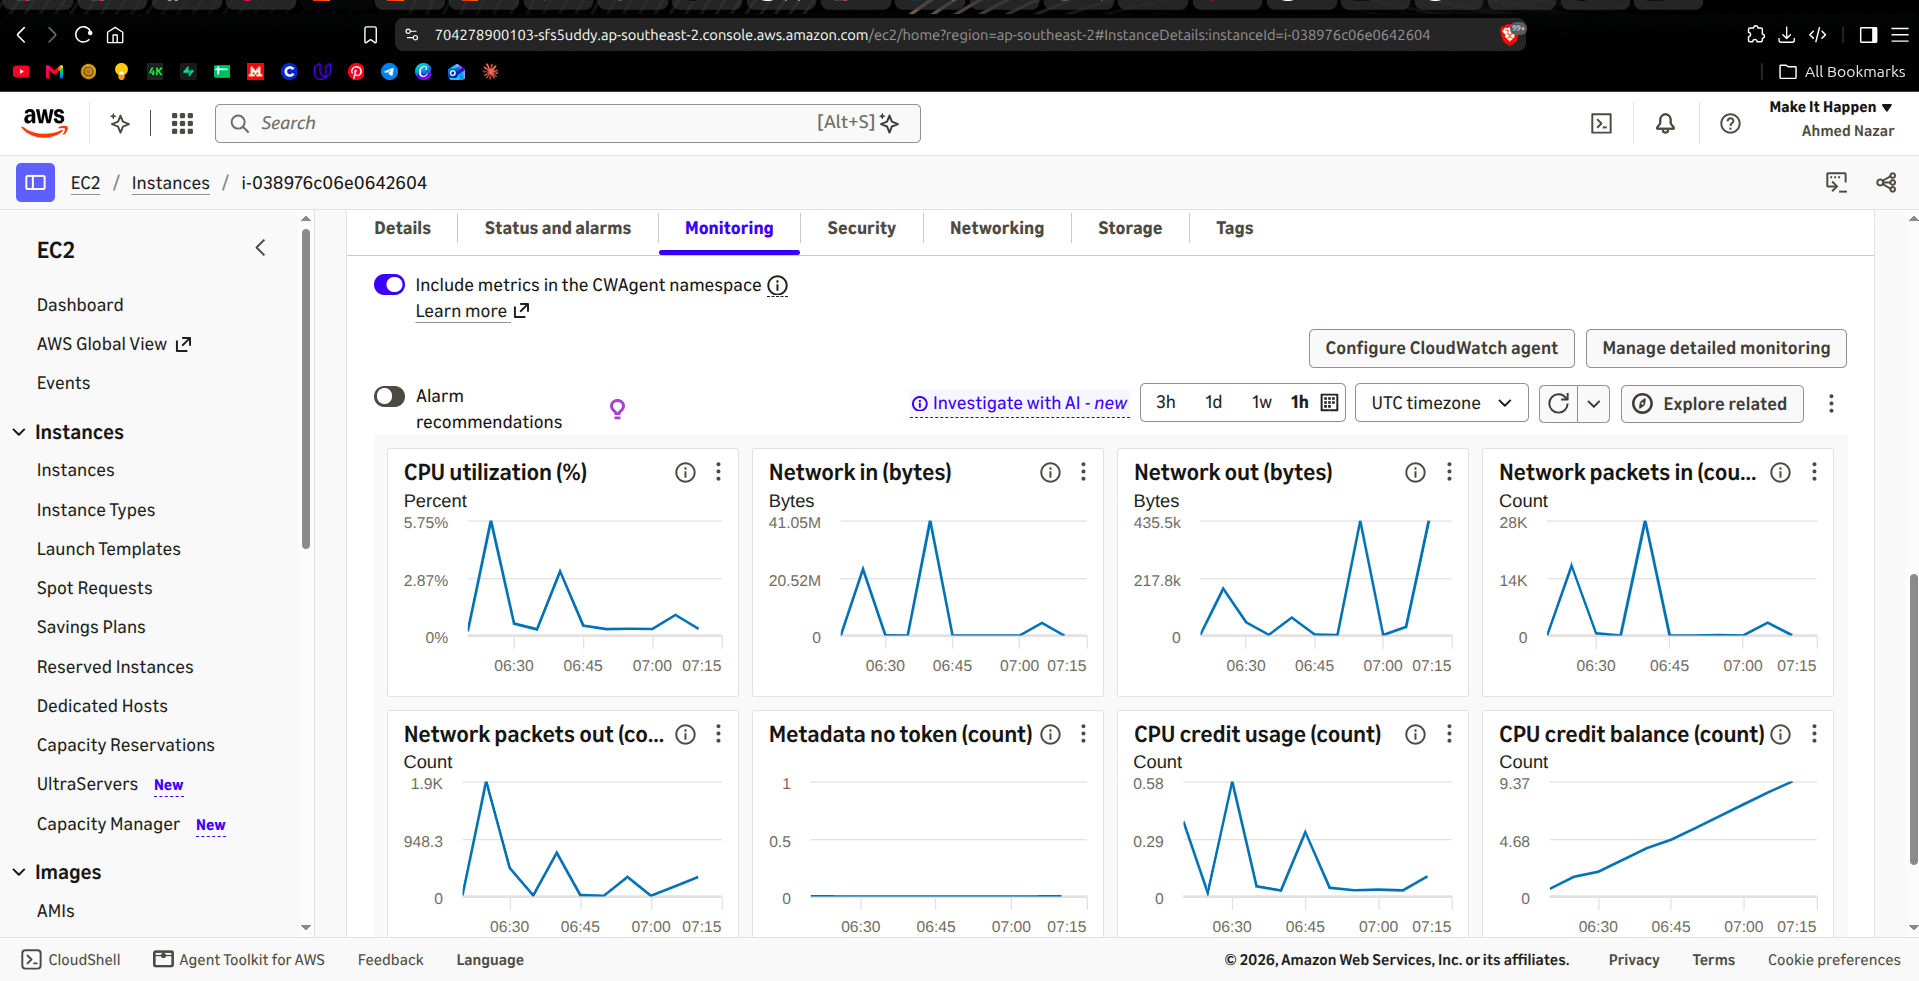 704278900103-sfs5uddy.ap-southeast-2.console.aws.amazon.com/ec2/home?region=ap-southeast-2#InstanceDetails:instanceId=i-038976c06e0642604
99+
4K
All Bookmarks
aws
Search
[Alt+S]
Make It Happen
Ahmed Nazar
EC2 / Instances / i-038976c06e0642604
EC2
Dashboard
AWS Global View
Events
Instances
Instances
Instance Types
Launch Templates
Spot Requests
Savings Plans
Reserved Instances
Dedicated Hosts
Capacity Reservations
UltraServers New
Capacity Manager New
Images
AMIs
Details
Status and alarms
Monitoring
Security
Networking
Storage
Tags
Include metrics in the CWAgent namespace
Learn more
Configure CloudWatch agent
Manage detailed monitoring
Alarm
recommendations
Investigate with AI - new
3h 1d 1w 1h
UTC timezone
Explore related
CPU utilization (%)
Percent
5.75%
2.87%
0%
06:30 06:45 07:00 07:15
Network in (bytes)
Bytes
41.05M
20.52M
0
06:30 06:45 07:00 07:15
Network out (bytes)
Bytes
435.5k
217.8k
0
06:30 06:45 07:00 07:15
Network packets in (cou...
Count
28K
14K
0
06:30 06:45 07:00 07:15
Network packets out (co...
Count
1.9K
948.3
0
06:30 06:45 07:00 07:15
Metadata no token (count)
1
0.5
0
06:30 06:45 07:00 07:15
CPU credit usage (count)
Count
0.58
0.29
0
06:30 06:45 07:00 07:15
CPU credit balance (count)
Count
9.37
4.68
0
06:30 06:45 07:00 07:15
CloudShell
Agent Toolkit for AWS
Feedback
Language
© 2026, Amazon Web Services, Inc. or its affiliates.
Privacy
Terms
Cookie preferences